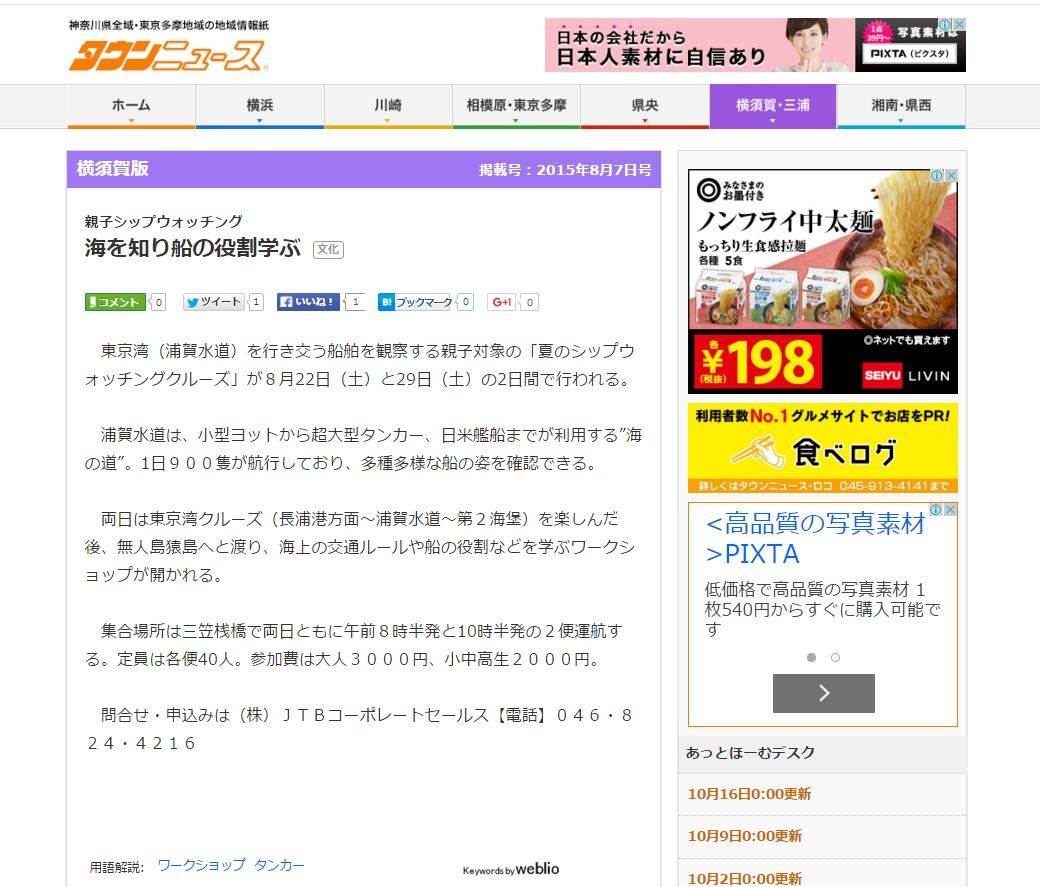 神奈川県全域・東京多摩地域の地域情報紙
タウンニュース
日本の会社だから
日本人素材に自信あり
1点
39円~
写真素材は
PIXTA (ピクスタ)
ホーム
横浜
川崎
相模原・東京多摩
県央
横須賀・三浦
湘南・県西
横須賀版
掲載号：2015年8月7日号
親子シップウォッチング
海を知り船の役割学ぶ 文化
コメント 0
ツイート 1
いいね！ 1
B! ブックマーク 0
G+1 0
　東京湾（浦賀水道）を行き交う船舶を観察する親子対象の「夏のシップウ
ォッチングクルーズ」が８月22日（土）と29日（土）の2日間で行われる。
　浦賀水道は、小型ヨットから超大型タンカー、日米艦船までが利用する”海
の道”。1日９００隻が航行しており、多種多様な船の姿を確認できる。
　両日は東京湾クルーズ（長浦港方面〜浦賀水道〜第２海堡）を楽しんだ
後、無人島猿島へと渡り、海上の交通ルールや船の役割などを学ぶワークシ
ョップが開かれる。
　集合場所は三笠桟橋で両日ともに午前８時半発と10時半発の２便運航す
る。定員は各便40人。参加費は大人３０００円、小中高生２０００円。
　問合せ・申込みは（株）ＪＴＢコーポレートセールス【電話】０４６・８
２４・４２１６
用語解説: ワークショップ タンカー
Keywords by weblio
みなさまの
お墨付き
ノンフライ中太麺
もっちり生食感拉麺
各種 5食
各
¥198
(税抜)
◎ネットでも買えます
SEIYU LIVIN
利用者数No.1グルメサイトでお店をPR!
食べログ
詳しくはタウンニュース・ロコ 045-913-4141まで
<高品質の写真素材
>PIXTA
低価格で高品質の写真素材 1
枚540円からすぐに購入可能で
す
あっとほーむデスク
10月16日0:00更新
10月9日0:00更新
10月2日0:00更新